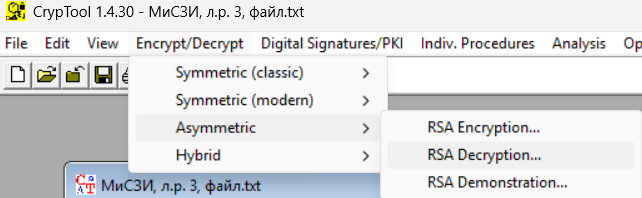 CrypTool 1.4.30 - МиСЗИ, л.р. 3, файл.txt
File Edit View Encrypt/Decrypt Digital Signatures/PKI Indiv. Procedures Analysis Op
Symmetric (classic)
Symmetric (modern)
Asymmetric
Hybrid
RSA Encryption...
RSA Decryption...
RSA Demonstration...
МиСЗИ, л.р. 3, файл.txt